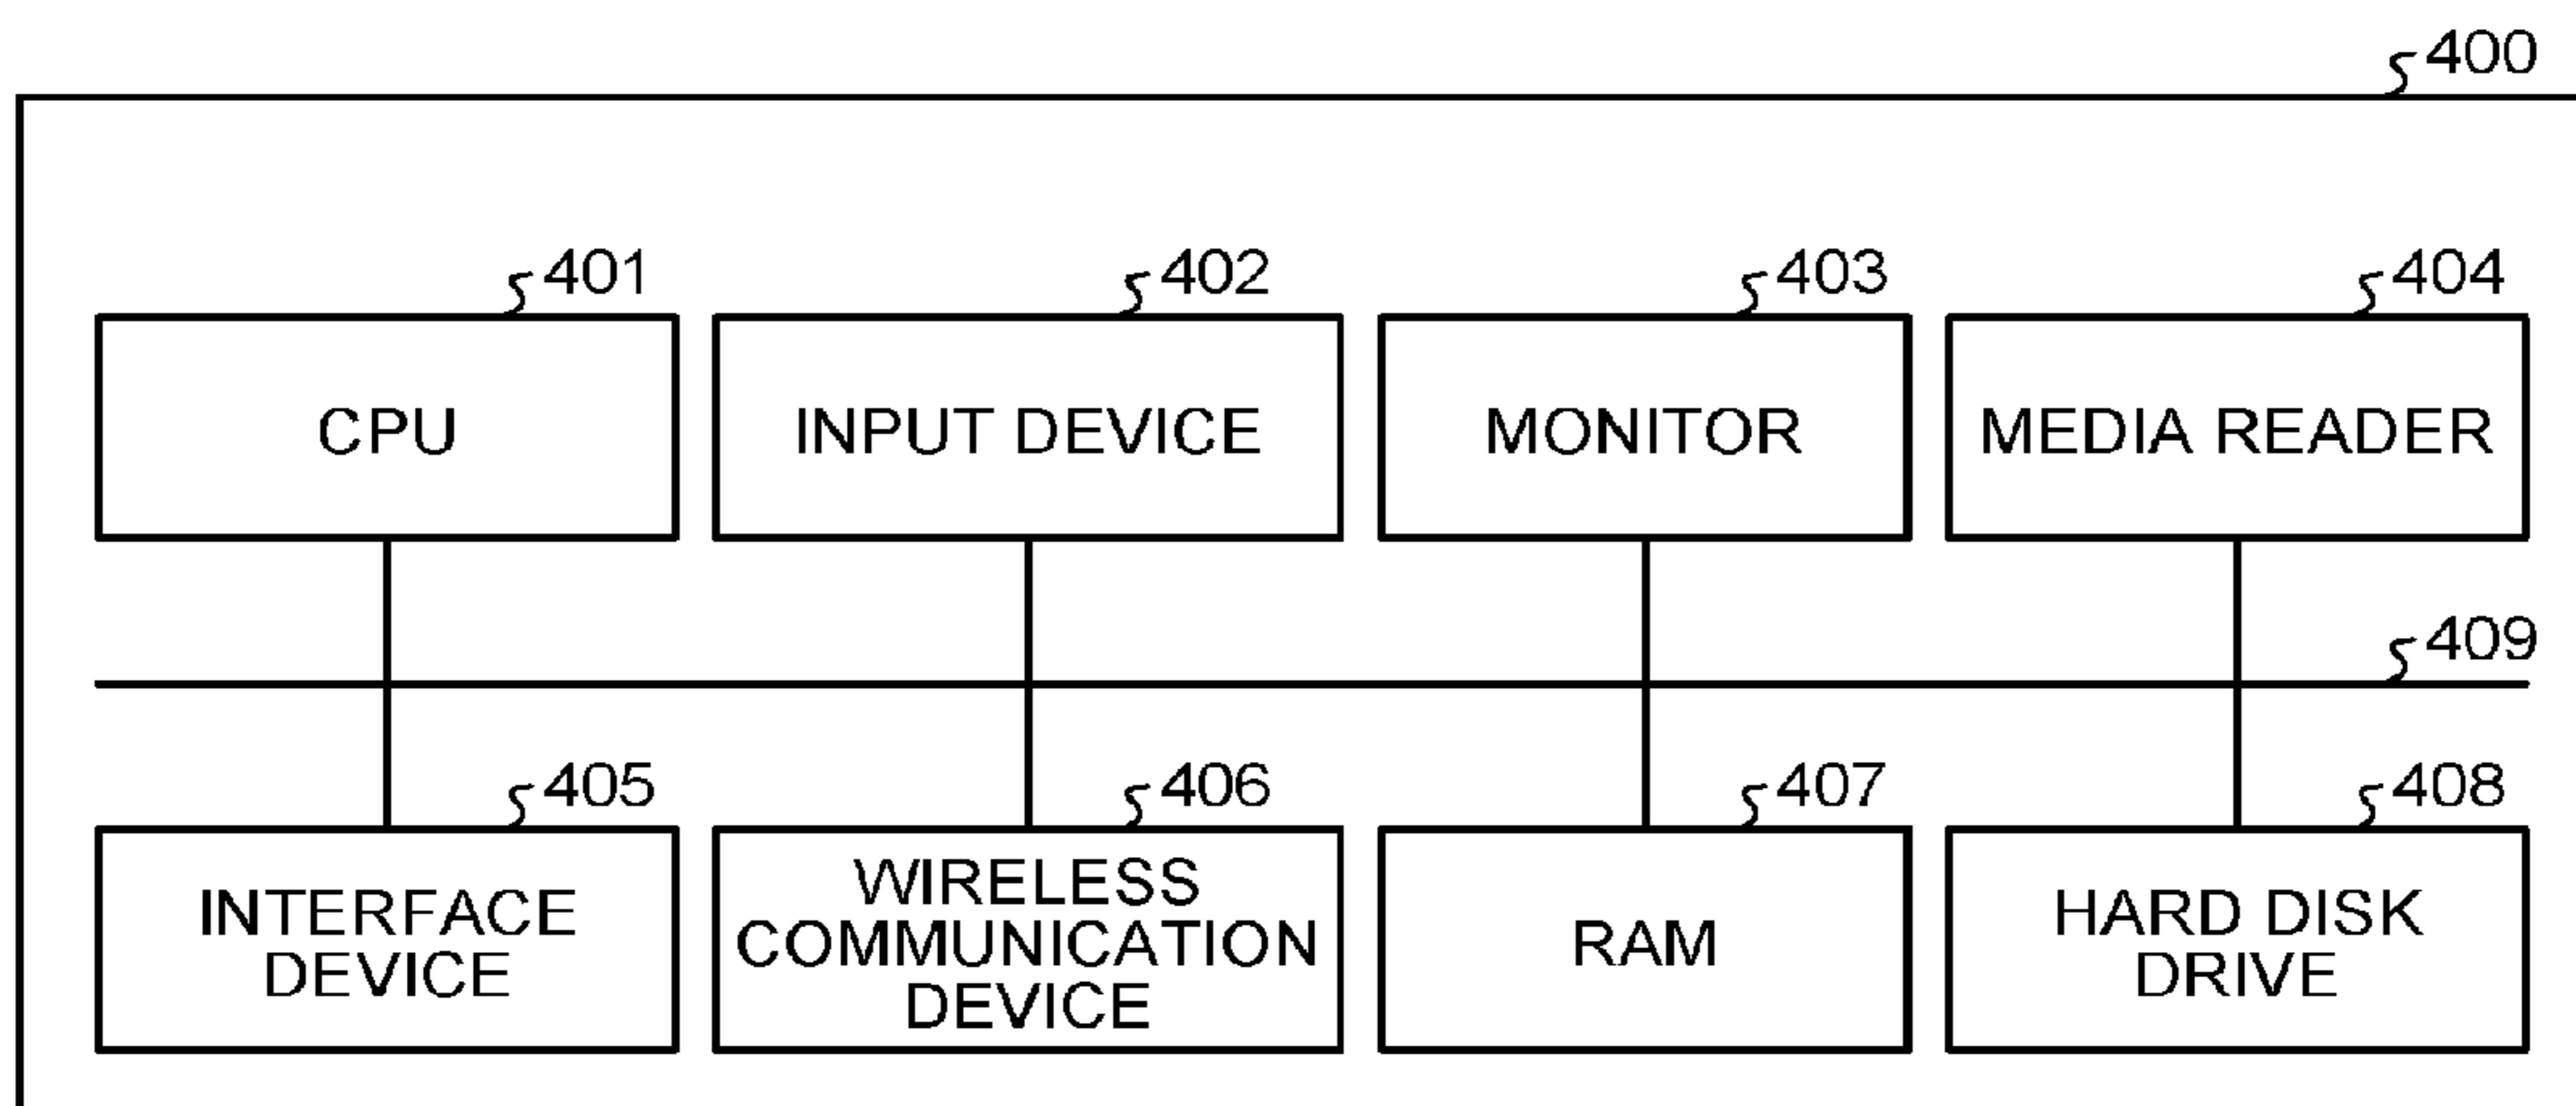 400
401
402
403
404
CPU
INPUT DEVICE
MONITOR
MEDIA READER
409
405
406
407
408
INTERFACE
DEVICE
WIRELESS
COMMUNICATION
DEVICE
RAM
HARD DISK
DRIVE